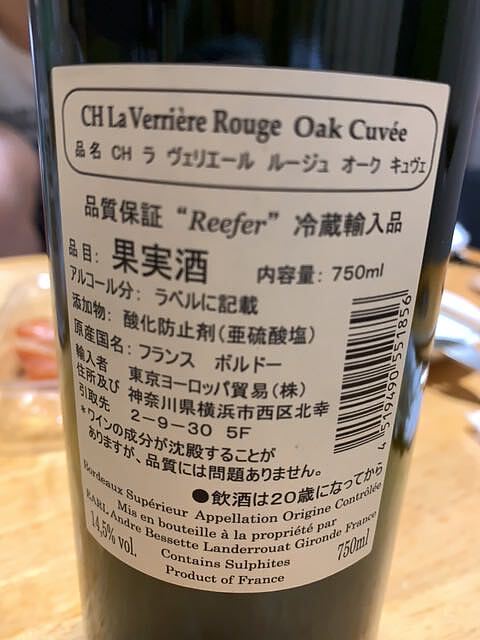 CH La Verrière Rouge Oak Cuvée
品名 CH ラ ヴェリエール ルージュ オーク キュヴェ
品質保証 “Reefer” 冷蔵輸入品
品目: 果実酒 内容量: 750ml
アルコール分: ラベルに記載
添加物: 酸化防止剤(亜硫酸塩)
原産国名: フランス ボルドー
輸入者 東京ヨーロッパ貿易(株)
住所及び 神奈川県横浜市西区北幸
引取先 2-9-30 5F
*ワインの成分が沈殿することが
ありますが、品質には問題ありません。
4 519490 551856
●飲酒は20歳になってから
Bordeaux Supérieur Appellation Origine Contrôlée
Mis en bouteille à la propriété par
EARL Andre Bessette Landerrouat Gironde France
14,5% vol. Contains Sulphites 750ml
Product of France